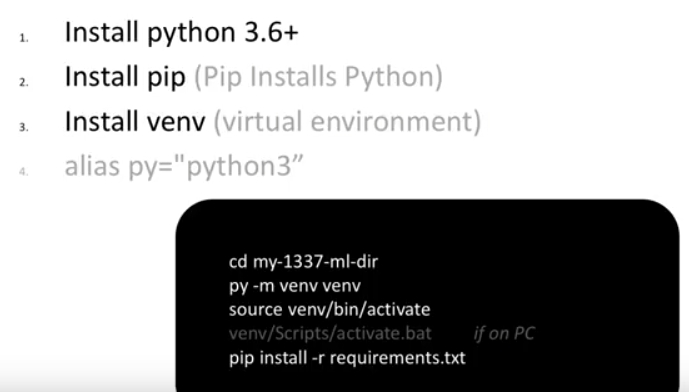 1. Install python 3.6+
2. Install pip (Pip Installs Python)
3. Install venv (virtual environment)
4. alias py="python3”
cd my-1337-ml-dir
py -m venv venv
source venv/bin/activate
venv/Scripts/activate.bat if on PC
pip install -r requirements.txt